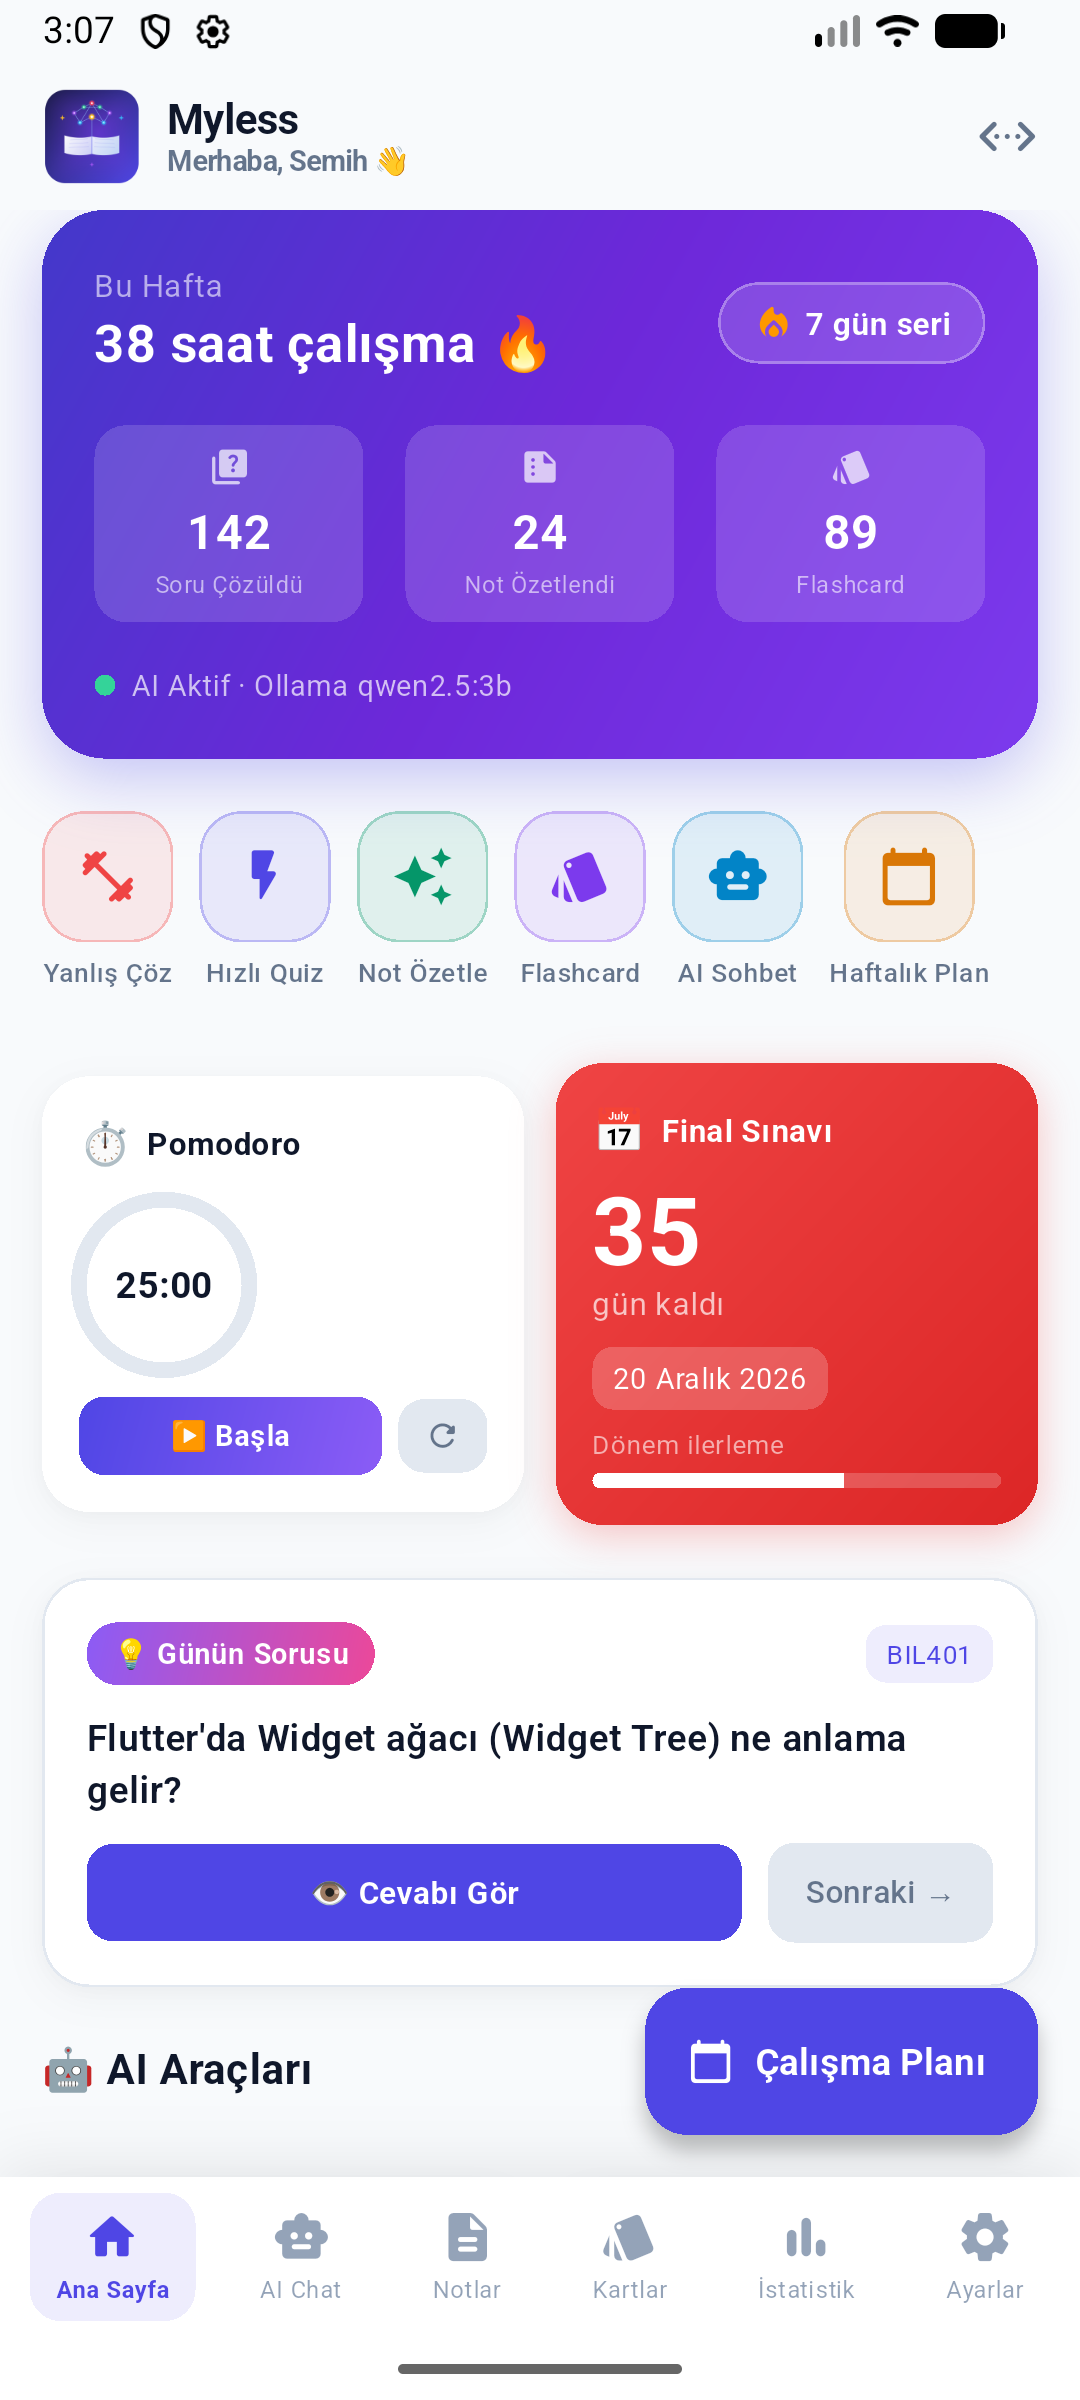 3:07
Myless
Merhaba, Semih 👋
Bu Hafta
38 saat çalışma 🔥
7 gün seri
142
Soru Çözüldü
24
Not Özetlendi
89
Flashcard
AI Aktif · Ollama qwen2.5:3b
Yanlış Çöz
Hızlı Quiz
Not Özetle
Flashcard
AI Sohbet
Haftalık Plan
⏱️ Pomodoro
25:00
▶️ Başla
📅 Final Sınavı
35
gün kaldı
20 Aralık 2026
Dönem ilerleme
💡 Günün Sorusu
BIL401
Flutter'da Widget ağacı (Widget Tree) ne anlama
gelir?
👁️ Cevabı Gör
Sonraki →
🤖 AI Araçları
Çalışma Planı
Ana Sayfa
AI Chat
Notlar
Kartlar
İstatistik
Ayarlar